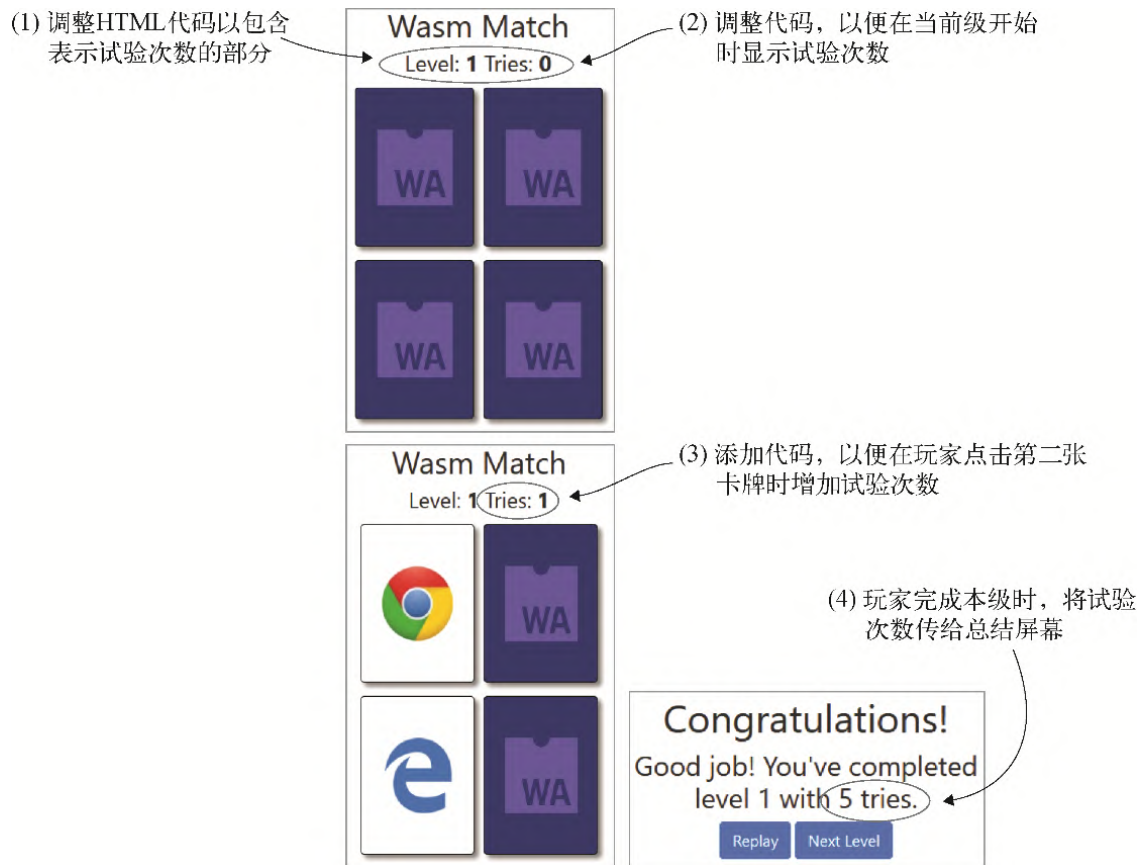 (1) 调整HTML代码以包含
表示试验次数的部分
Wasm Match
Level: 1 Tries: 0
(2) 调整代码，以便在当前级开始
时显示试验次数
WA
WA
WA
WA
Wasm Match
Level: 1 Tries: 1
(3) 添加代码，以便在玩家点击第二张
卡牌时增加试验次数
WA
WA
(4) 玩家完成本级时，将试验
次数传给总结屏幕
Congratulations!
Good job! You've completed
level 1 with 5 tries.
Replay Next Level